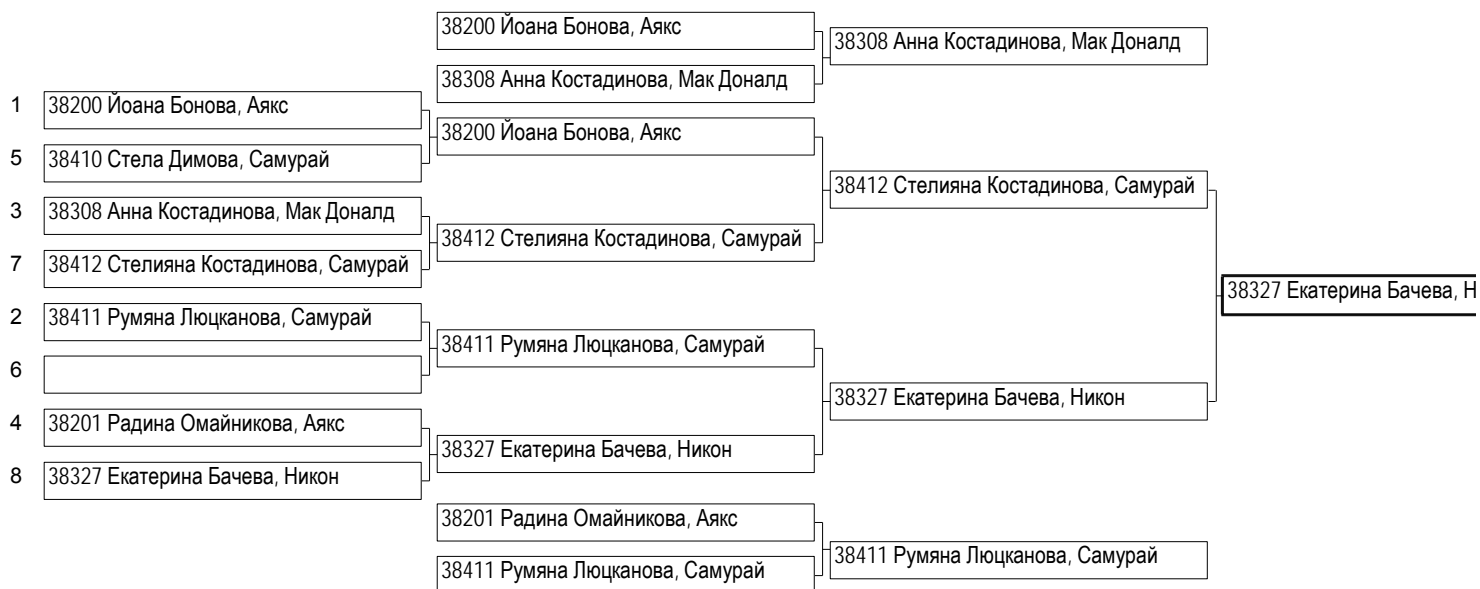 38200 Йоана Бонова, Аякс
38308 Анна Костадинова, Мак Доналд
38308 Анна Костадинова, Мак Доналд
1 38200 Йоана Бонова, Аякс
38200 Йоана Бонова, Аякс
5 38410 Стела Димова, Самурай
38412 Стелияна Костадинова, Самурай
3 38308 Анна Костадинова, Мак Доналд
38412 Стелияна Костадинова, Самурай
7 38412 Стелияна Костадинова, Самурай
38327 Екатерина Бачева, Н
2 38411 Румяна Люцканова, Самурай
38411 Румяна Люцканова, Самурай
6
38327 Екатерина Бачева, Никон
4 38201 Радина Омайникова, Аякс
38327 Екатерина Бачева, Никон
8 38327 Екатерина Бачева, Никон
38201 Радина Омайникова, Аякс
38411 Румяна Люцканова, Самурай
38411 Румяна Люцканова, Самурай